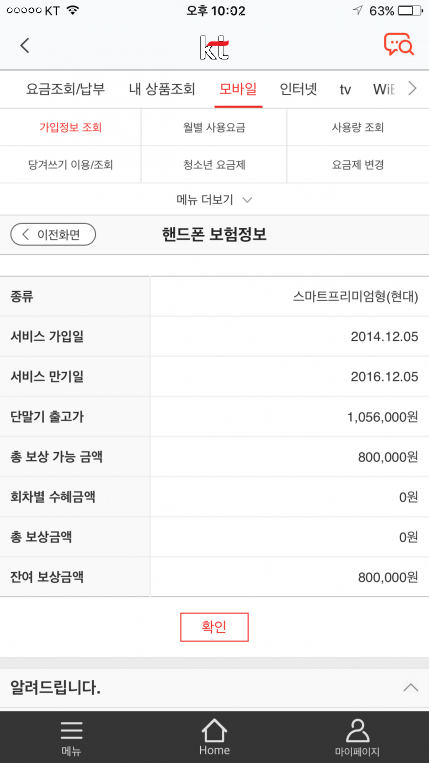 KT 오후 10:02 63%
kt
요금조회/납부 내 상품조회 모바일 인터넷 tv WiB
가입정보 조회 월별 사용요금 사용량 조회
당겨쓰기 이용/조회 청소년 요금제 요금제 변경
메뉴 더보기
이전화면 핸드폰 보험정보
종류 스마트프리미엄형(현대)
서비스 가입일 2014.12.05
서비스 만기일 2016.12.05
단말기 출고가 1,056,000원
총 보상 가능 금액 800,000원
회차별 수혜금액 0원
총 보상금액 0원
잔여 보상금액 800,000원
확인
알려드립니다.
메뉴 Home 마이페이지